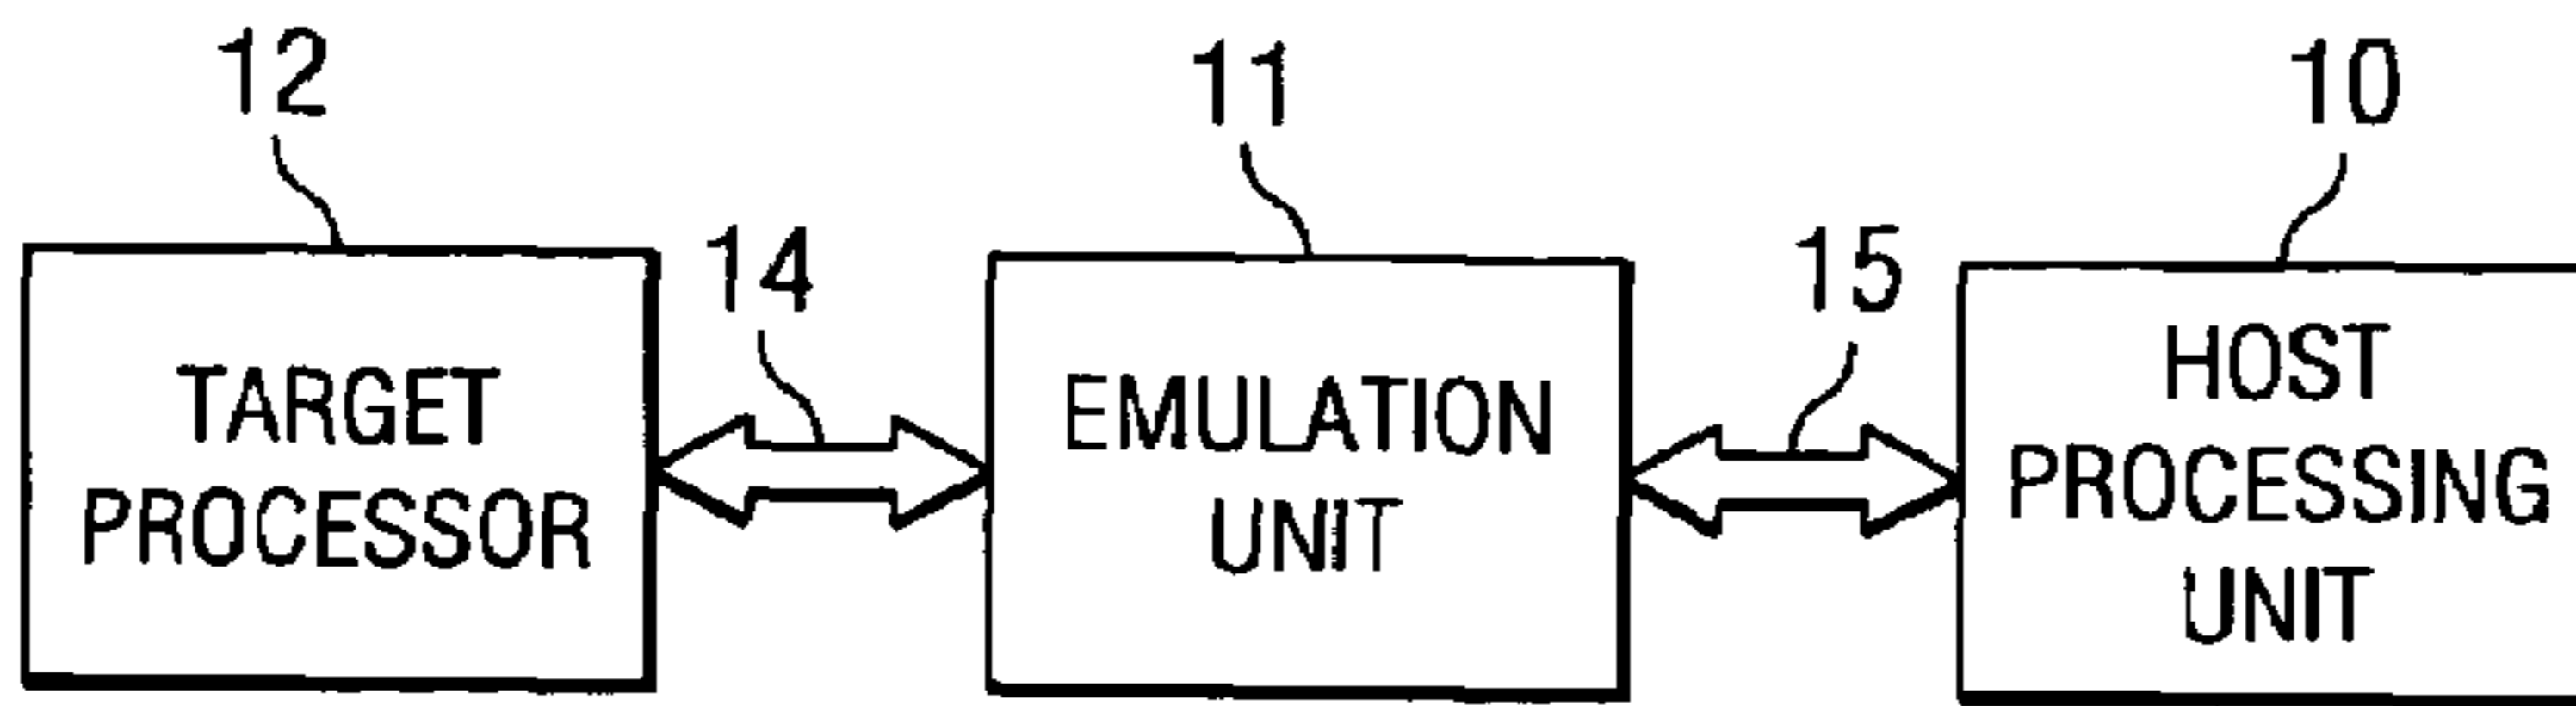 12
11
10
14
15
TARGET
PROCESSOR
EMULATION
UNIT
HOST
PROCESSING
UNIT